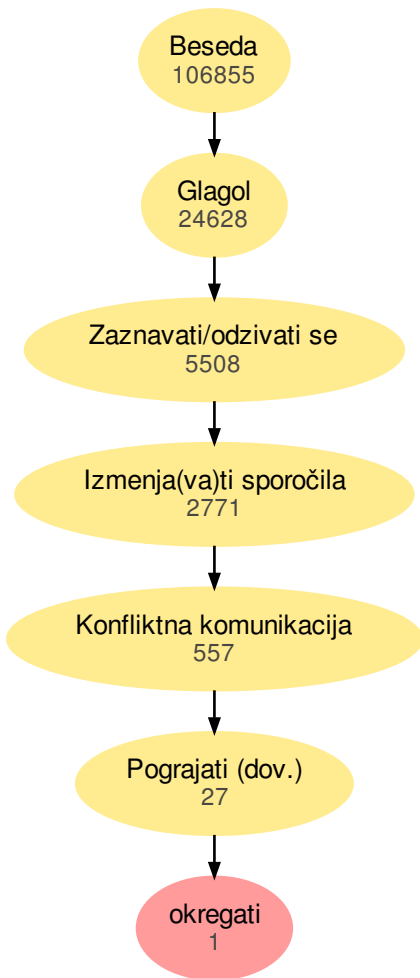 Beseda
106855
Glagol
24628
Zaznavati/odzivati se
5508
Izmenja(va)ti sporočila
2771
Konfliktna komunikacija
557
Pograjati (dov.)
27
okregati
1